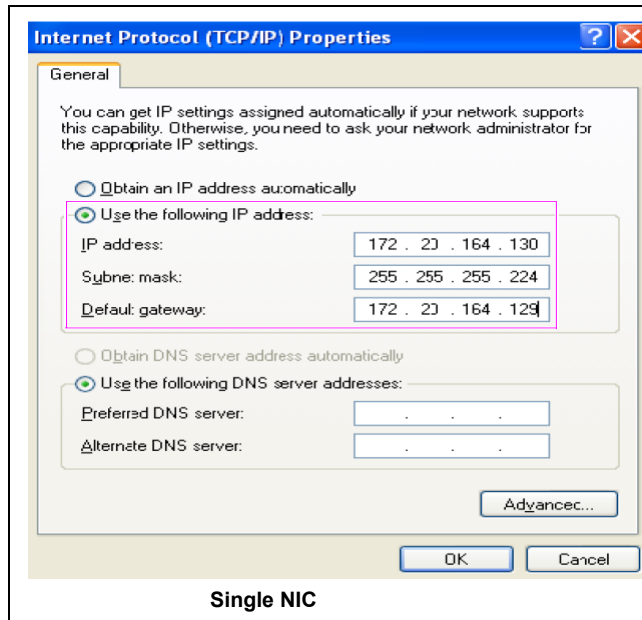 Internet Protocol (TCP/IP) Properties
General
You can get IP settings assigned automatically if your network supports
this capability. Otherwise, you need to ask your network administrator for
the appropriate IP settings.
Obtain an IP address automatically
Use the following IP address:
IP address: 172 . 20 . 164 . 130
Subnet mask: 255 . 255 . 255 . 224
Default gateway: 172 . 20 . 164 . 129
Obtain DNS server address automatically
Use the following DNS server addresses:
Preferred DNS server: . . .
Alternate DNS server: . . .
Advanced...
OK Cancel
Single NIC